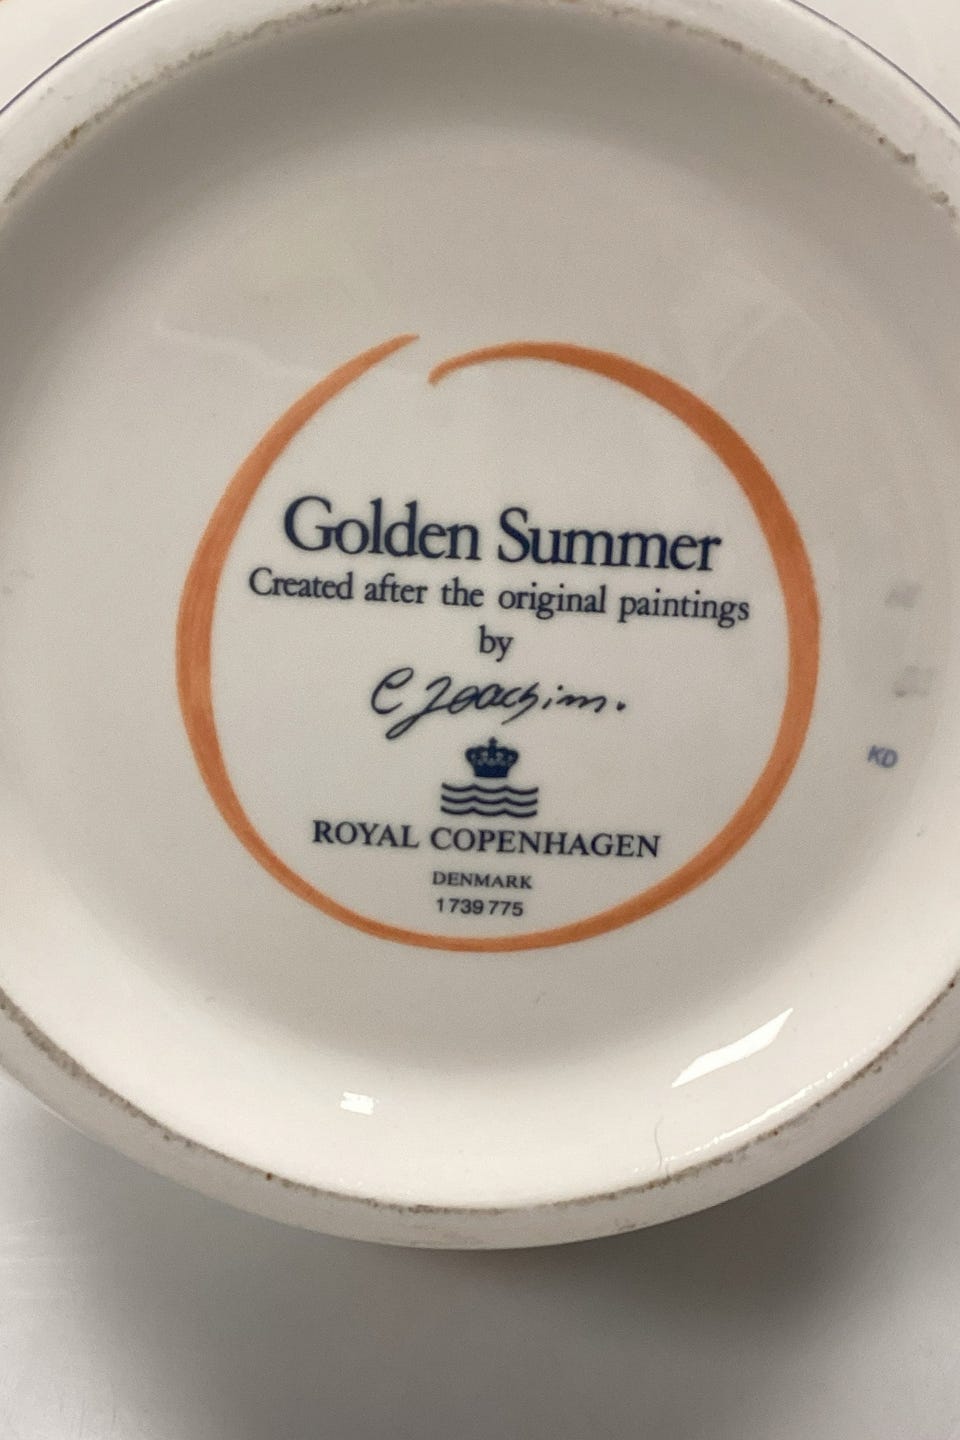 Golden Summer
Created after the original paintings
by
C Joachim.
ROYAL COPENHAGEN
DENMARK
1739 775
KD